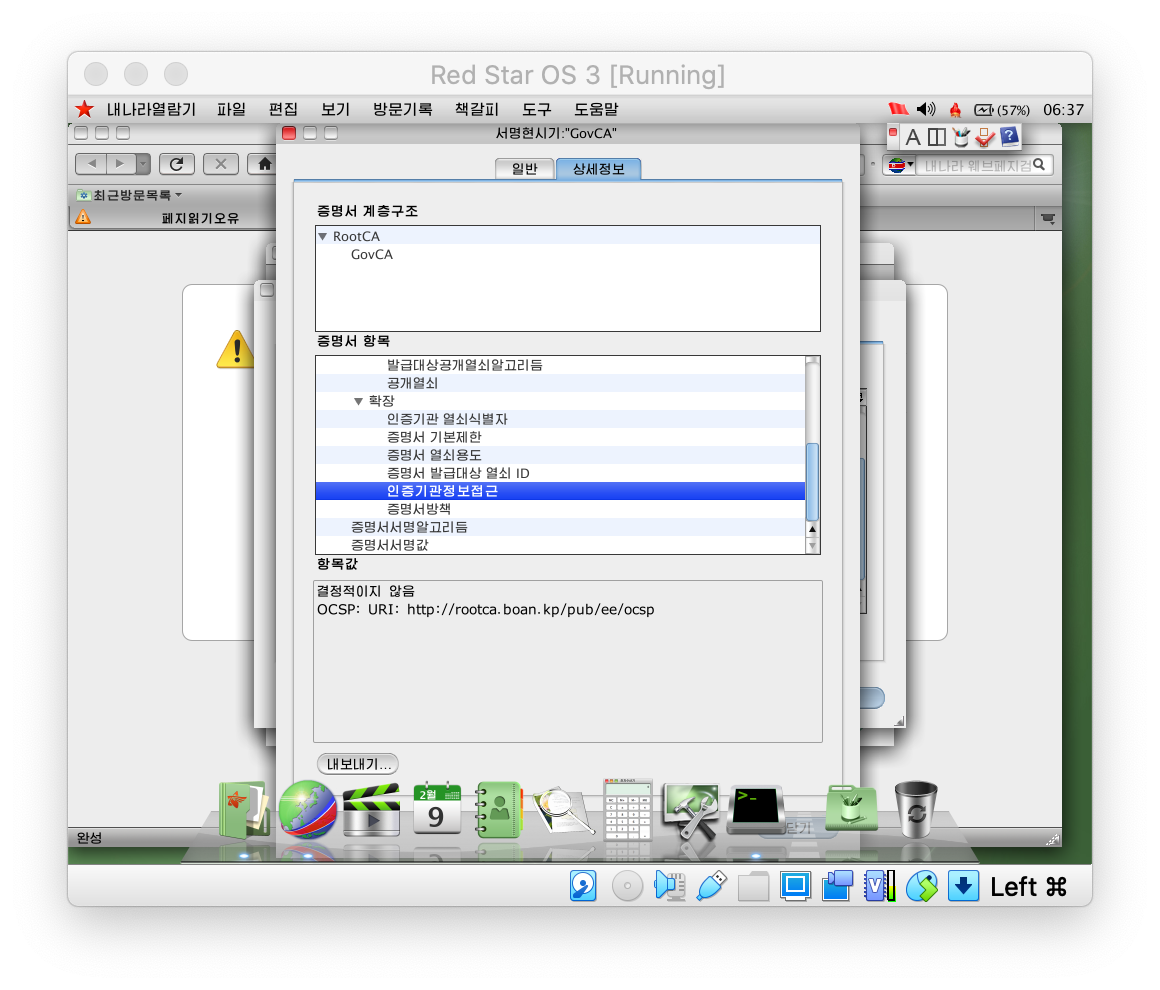 Red Star OS 3 [Running]
내나라열람기 파일 편집 보기 방문기록 책갈피 도구 도움말 (57%) 06:37
서명현시기:"GovCA"
A
일반 상세정보
내나라 웨브페지검
최근방문목록
페지읽기오유
증명서 계층구조
RootCA
GovCA
증명서 항목
발급대상공개열쇠알고리듬
공개열쇠
확장
인증기관 열쇠식별자
증명서 기본제한
증명서 열쇠용도
증명서 발급대상 열쇠 ID
인증기관정보접근
증명서방책
증명서서명알고리듬
증명서서명값
항목값
결정적이지 않음
OCSP: URI: http://rootca.boan.kp/pub/ee/ocsp
내보내기...
2월
9
닫기
완성
Left ⌘